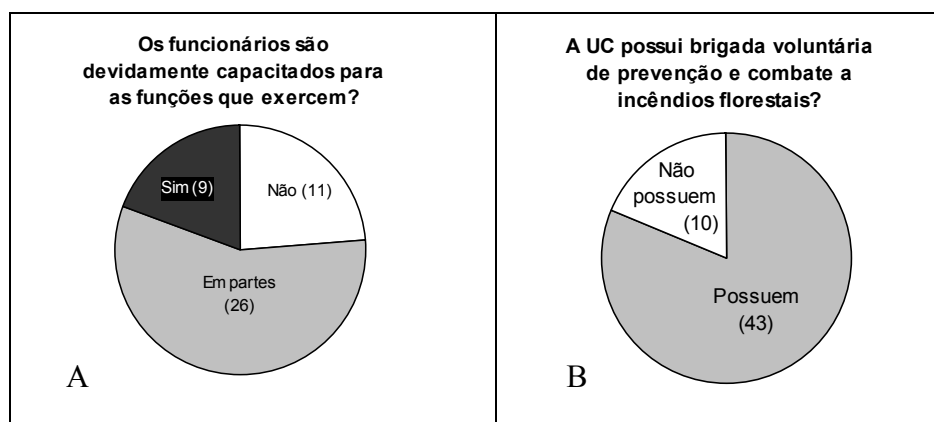 Os funcionários são
devidamente capacitados para
as funções que exercem?
Sim (9)
Não (11)
Em partes
(26)
A
A UC possui brigada voluntária
de prevenção e combate a
incêndios florestais?
Não
possuem
(10)
Possuem
(43)
B